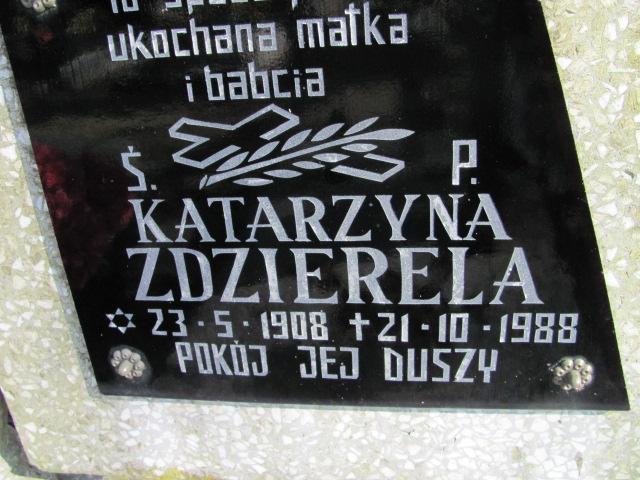 ukochana matka
i babcia
Ś. P.
KATARZYNA
ZDZIERELA
✡ 23-5-1908 ✝ 21-10-1988
POKÓJ JEJ DUSZY